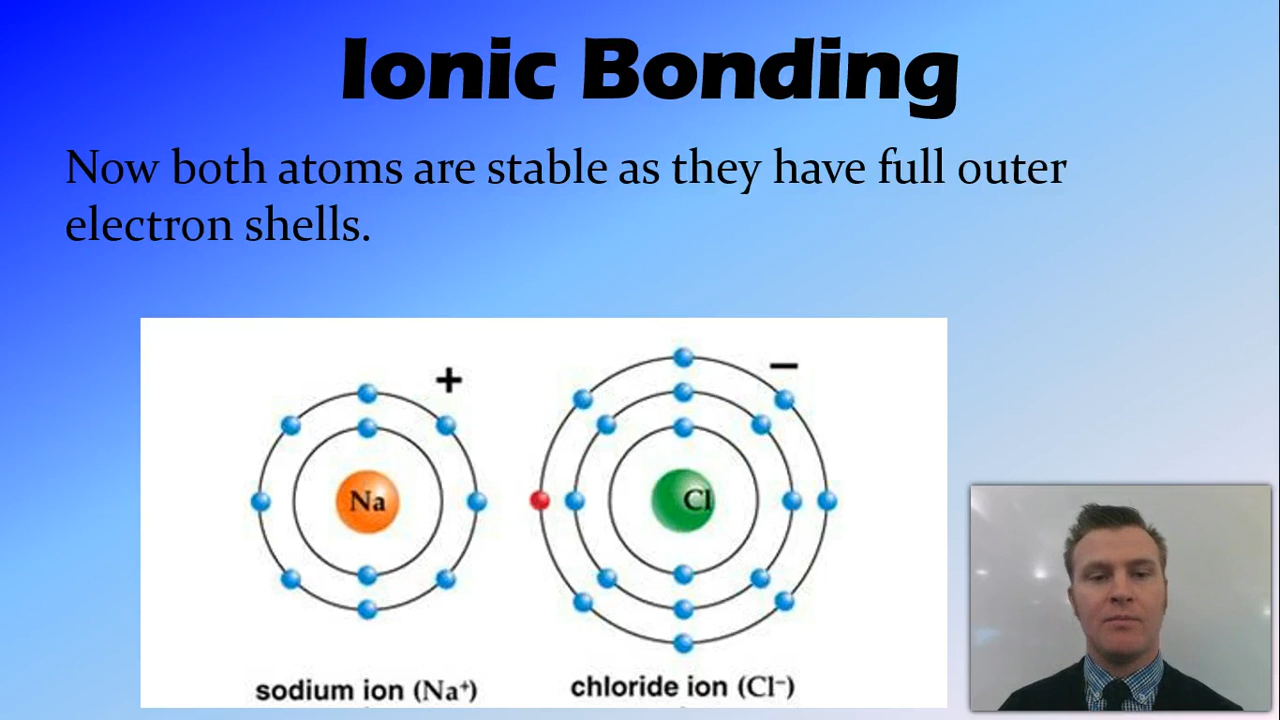 Ionic Bonding
Now both atoms are stable as they have full outer
electron shells.
+
−
Na
Cl
sodium ion (Na⁺)
chloride ion (Cl⁻)